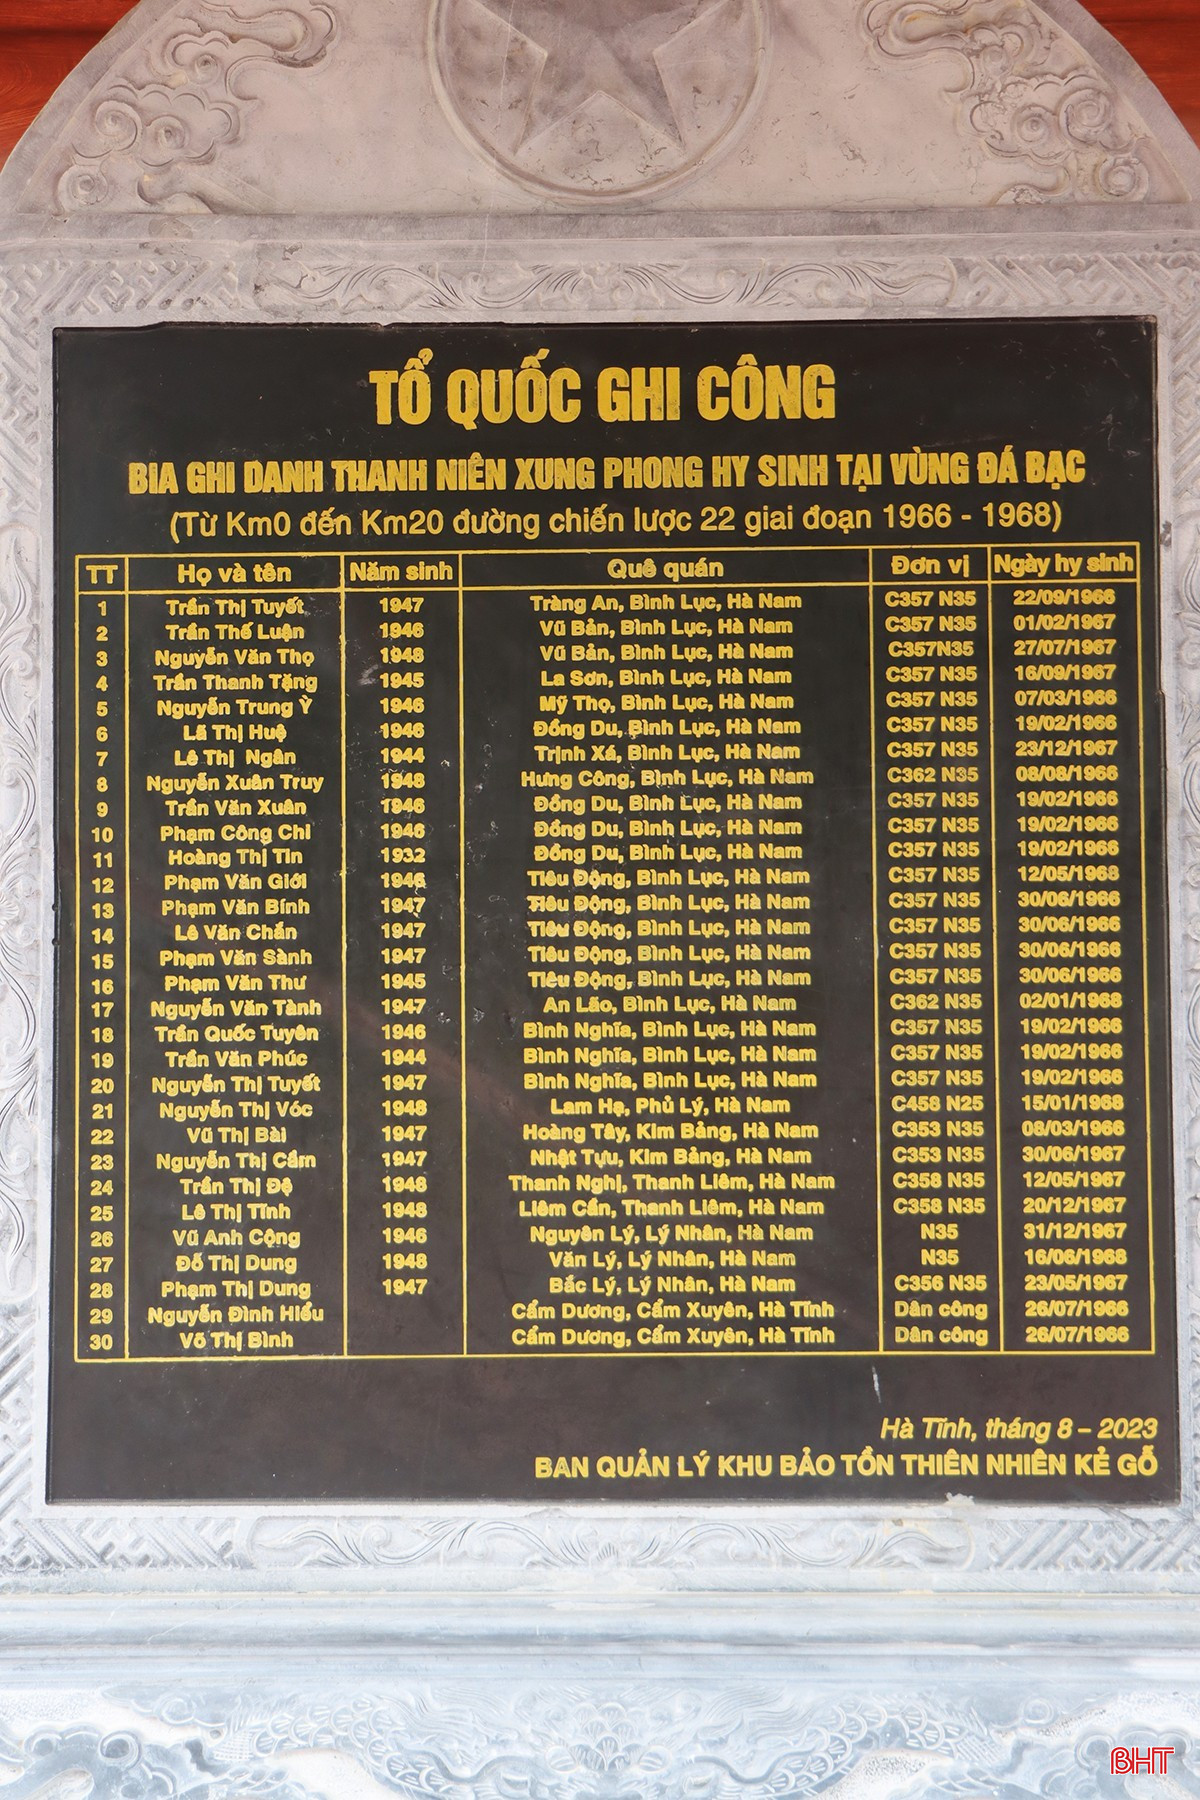 TỔ QUỐC GHI CÔNG
BIA GHI DANH THANH NIÊN XUNG PHONG HY SINH TẠI VÙNG ĐÁ BẠC
(Từ Km0 đến Km20 đường chiến lược 22 giai đoạn 1966 - 1968)
TT Họ và tên Năm sinh Quê quán Đơn vị Ngày hy sinh
1 Trần Thị Tuyết 1947 Tràng An, Bình Lục, Hà Nam C357 N35 22/09/1966
2 Trần Thế Luận 1946 Vũ Bản, Bình Lục, Hà Nam C357 N35 01/02/1967
3 Nguyễn Văn Thọ 1948 Vũ Bản, Bình Lục, Hà Nam C357N35 27/07/1967
4 Trần Thanh Tặng 1945 La Sơn, Bình Lục, Hà Nam C357 N35 16/09/1967
5 Nguyễn Trung Ỳ 1946 Mỹ Thọ, Bình Lục, Hà Nam C357 N35 07/03/1966
6 Lã Thị Huệ 1946 Đồng Du, Bình Lục, Hà Nam C357 N35 19/02/1966
7 Lê Thị Ngân 1944 Trịnh Xá, Bình Lục, Hà Nam C357 N35 23/12/1967
8 Nguyễn Xuân Truy 1948 Hưng Công, Bình Lục, Hà Nam C362 N35 08/08/1966
9 Trần Văn Xuân 1946 Đồng Du, Bình Lục, Hà Nam C357 N35 19/02/1966
10 Phạm Công Chi 1946 Đồng Du, Bình Lục, Hà Nam C357 N35 19/02/1966
11 Hoàng Thị Tin 1932 Đồng Du, Bình Lục, Hà Nam C357 N35 19/02/1966
12 Phạm Văn Giới 1946 Tiêu Động, Bình Lục, Hà Nam C357 N35 12/05/1968
13 Phạm Văn Bính 1947 Tiêu Động, Bình Lục, Hà Nam C357 N35 30/06/1966
14 Lê Văn Chấn 1947 Tiêu Động, Bình Lục, Hà Nam C357 N35 30/06/1966
15 Phạm Văn Sành 1947 Tiêu Động, Bình Lục, Hà Nam C357 N35 30/06/1966
16 Phạm Văn Thư 1945 Tiêu Động, Bình Lục, Hà Nam C357 N35 30/06/1966
17 Nguyễn Văn Tành 1947 An Lão, Bình Lục, Hà Nam C362 N35 02/01/1968
18 Trần Quốc Tuyên 1946 Bình Nghĩa, Bình Lục, Hà Nam C357 N35 19/02/1966
19 Trần Văn Phúc 1944 Bình Nghĩa, Bình Lục, Hà Nam C357 N35 19/02/1966
20 Nguyễn Thị Tuyết 1947 Bình Nghĩa, Bình Lục, Hà Nam C357 N35 19/02/1966
21 Nguyễn Thị Vóc 1948 Lam Hạ, Phủ Lý, Hà Nam C458 N25 15/01/1968
22 Vũ Thị Bài 1947 Hoàng Tây, Kim Bảng, Hà Nam C353 N35 08/03/1966
23 Nguyễn Thị Cầm 1947 Nhật Tựu, Kim Bảng, Hà Nam C353 N35 30/06/1967
24 Trần Thị Đệ 1948 Thanh Nghị, Thanh Liêm, Hà Nam C358 N35 12/05/1967
25 Lê Thị Tĩnh 1948 Liêm Cần, Thanh Liêm, Hà Nam C358 N35 20/12/1967
26 Vũ Anh Cộng 1946 Nguyên Lý, Lý Nhân, Hà Nam N35 31/12/1967
27 Đỗ Thị Dung 1948 Văn Lý, Lý Nhân, Hà Nam N35 16/06/1968
28 Phạm Thị Dung 1947 Bắc Lý, Lý Nhân, Hà Nam C356 N35 23/05/1967
29 Nguyễn Đình Hiểu Cẩm Dương, Cẩm Xuyên, Hà Tĩnh Dân công 26/07/1966
30 Võ Thị Bình Cẩm Dương, Cẩm Xuyên, Hà Tĩnh Dân công 26/07/1966
Hà Tĩnh, tháng 8 – 2023
BAN QUẢN LÝ KHU BẢO TỒN THIÊN NHIÊN KẺ GỖ
BHT